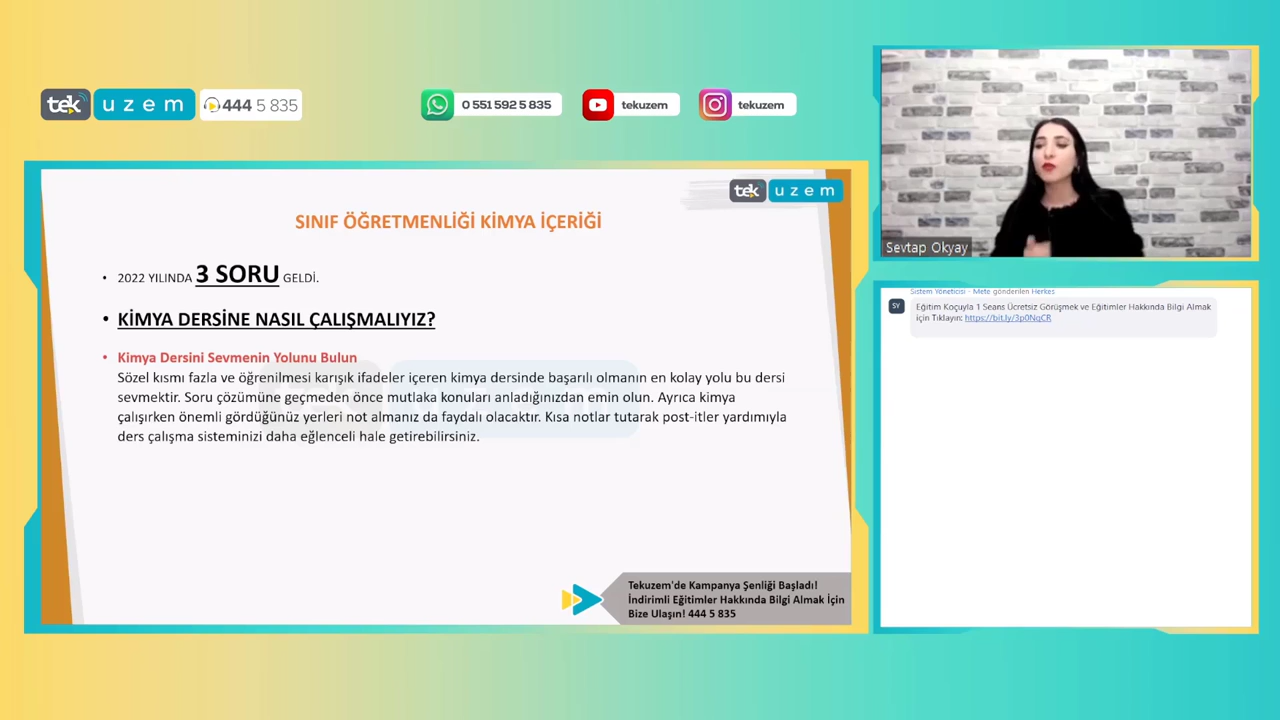 tek uzem 444 5 835
0 551 592 5 835
tekuzem
tekuzem
tek uzem
SINIF ÖĞRETMENLİĞİ KİMYA İÇERİĞİ
• 2022 YILINDA 3 SORU GELDİ.
• KİMYA DERSİNE NASIL ÇALIŞMALIYIZ?
• Kimya Dersini Sevmenin Yolunu Bulun
Sözel kısmı fazla ve öğrenilmesi karışık ifadeler içeren kimya dersinde başarılı olmanın en kolay yolu bu dersi
sevmektir. Soru çözümüne geçmeden önce mutlaka konuları anladığınızdan emin olun. Ayrıca kimya
çalışırken önemli gördüğünüz yerleri not almanız da faydalı olacaktır. Kısa notlar tutarak post-itler yardımıyla
ders çalışma sisteminizi daha eğlenceli hale getirebilirsiniz.
Tekuzem'de Kampanya Şenliği Başladı!
İndirimli Eğitimler Hakkında Bilgi Almak İçin
Bize Ulaşın! 444 5 835
Sevtap Okyay
Sistem Yöneticisi - Mete gönderilen Herkes
SY
Eğitim Koçuyla 1 Seans Ücretsiz Görüşmek ve Eğitimler Hakkında Bilgi Almak
için Tıklayın: https://bit.ly/3p0NqCR